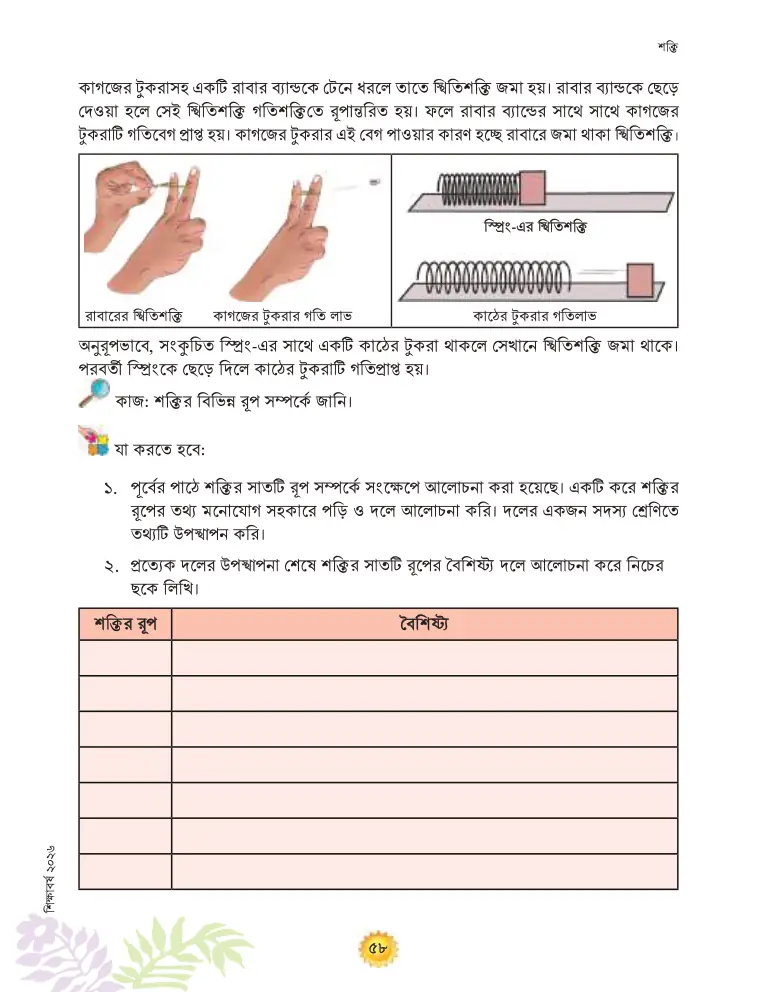 শক্তি
কাগজের টুকরাসহ একটি রাবার ব্যান্ডকে টেনে ধরলে তাতে স্থিতিশক্তি জমা হয়। রাবার ব্যান্ডকে ছেড়ে
দেওয়া হলে সেই স্থিতিশক্তি গতিশক্তিতে রূপান্তরিত হয়। ফলে রাবার ব্যান্ডের সাথে সাথে কাগজের
টুকরাটি গতিবেগ প্রাপ্ত হয়। কাগজের টুকরার এই বেগ পাওয়ার কারণ হচ্ছে রাবারে জমা থাকা স্থিতিশক্তি।
রাবারের স্থিতিশক্তি
কাগজের টুকরার গতি লাভ
স্প্রিং-এর স্থিতিশক্তি
কাঠের টুকরার গতিলাভ
অনুরূপভাবে, সংকুচিত স্প্রিং-এর সাথে একটি কাঠের টুকরা থাকলে সেখানে স্থিতিশক্তি জমা থাকে।
পরবর্তী স্প্রিংকে ছেড়ে দিলে কাঠের টুকরাটি গতিপ্রাপ্ত হয়।
কাজ: শক্তির বিভিন্ন রূপ সম্পর্কে জানি।
যা করতে হবে:
১. পূর্বের পাঠে শক্তির সাতটি রূপ সম্পর্কে সংক্ষেপে আলোচনা করা হয়েছে। একটি করে শক্তির
রূপের তথ্য মনোযোগ সহকারে পড়ি ও দলে আলোচনা করি। দলের একজন সদস্য শ্রেণিতে
তথ্যটি উপস্থাপন করি।
২. প্রত্যেক দলের উপস্থাপনা শেষে শক্তির সাতটি রূপের বৈশিষ্ট্য দলে আলোচনা করে নিচের
ছকে লিখি।
শক্তির রূপ
বৈশিষ্ট্য
শিক্ষাবর্ষ ২০২৬
৫৮